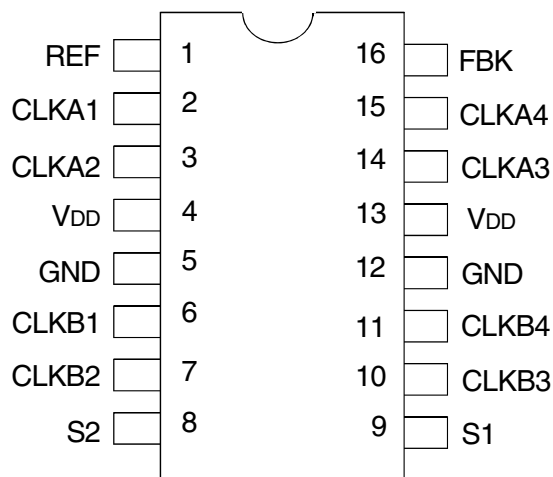 REF 1 16 FBK
CLKA1 2 15 CLKA4
CLKA2 3 14 CLKA3
VDD 4 13 VDD
GND 5 12 GND
CLKB1 6 11 CLKB4
CLKB2 7 10 CLKB3
S2 8 9 S1